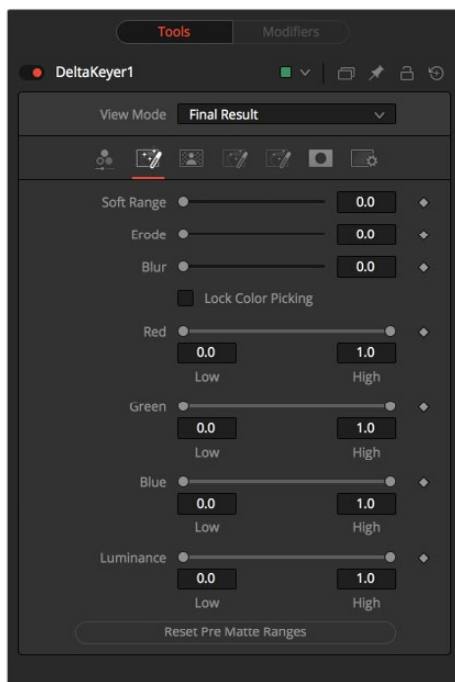 Tools Modifiers
DeltaKeyer1
View Mode Final Result
Soft Range 0.0
Erode 0.0
Blur 0.0
Lock Color Picking
Red
0.0 1.0
Low High
Green
0.0 1.0
Low High
Blue
0.0 1.0
Low High
Luminance
0.0 1.0
Low High
Reset Pre Matte Ranges